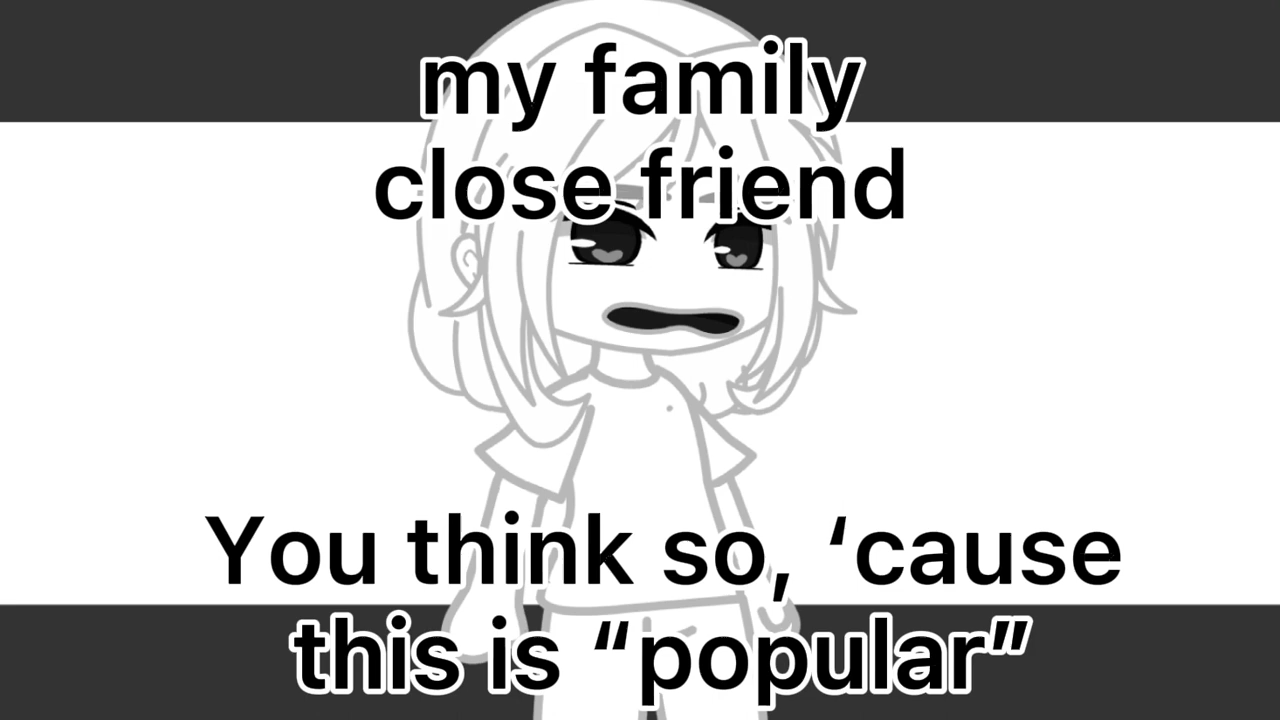 my family
close friend
You think so, ‘cause
this is “popular”